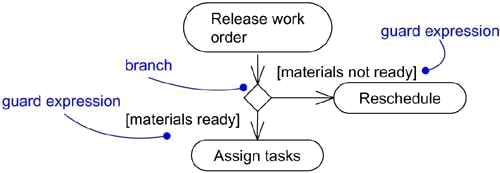 Release work
order
guard expression
branch
[materials not ready]
guard expression
Reschedule
[materials ready]
Assign tasks